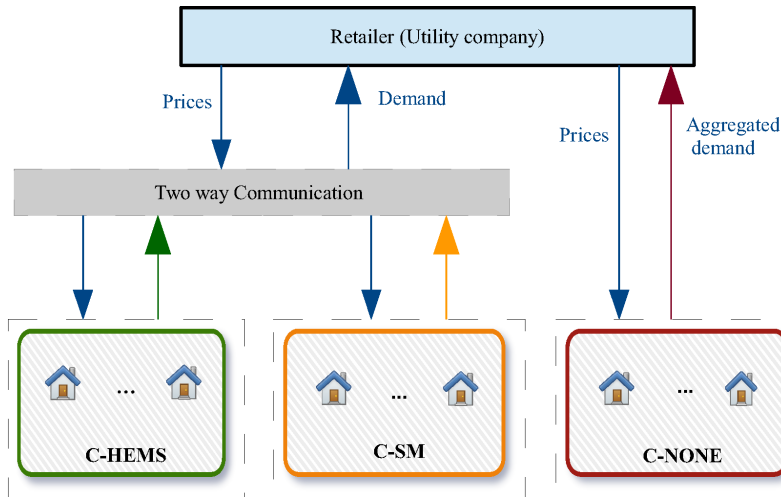 Retailer (Utility company)
Prices
Demand
Prices
Aggregated
demand
Two way Communication
...
C-HEMS
...
C-SM
...
C-NONE